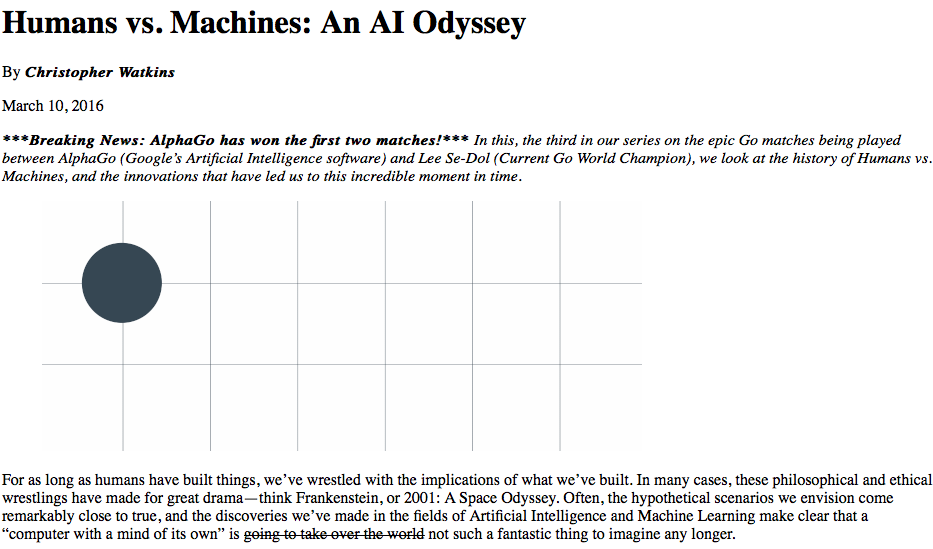 Humans vs. Machines: An AI Odyssey
By Christopher Watkins
March 10, 2016
***Breaking News: AlphaGo has won the first two matches!*** In this, the third in our series on the epic Go matches being played
between AlphaGo (Google’s Artificial Intelligence software) and Lee Se-Dol (Current Go World Champion), we look at the history of Humans vs.
Machines, and the innovations that have led us to this incredible moment in time.
For as long as humans have built things, we’ve wrestled with the implications of what we’ve built. In many cases, these philosophical and ethical
wrestlings have made for great drama—think Frankenstein, or 2001: A Space Odyssey. Often, the hypothetical scenarios we envision come
remarkably close to true, and the discoveries we’ve made in the fields of Artificial Intelligence and Machine Learning make clear that a
“computer with a mind of its own” is going to take over the world not such a fantastic thing to imagine any longer.